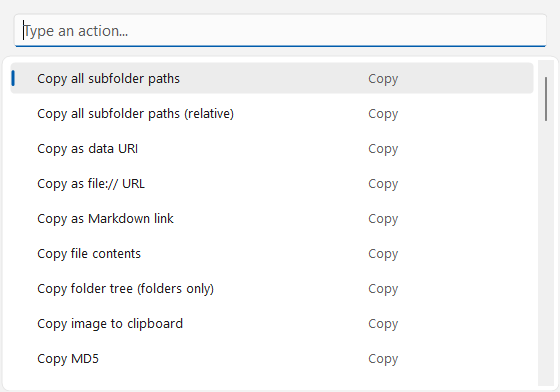 Type an action...
Copy all subfolder paths Copy
Copy all subfolder paths (relative) Copy
Copy as data URI Copy
Copy as file:// URL Copy
Copy as Markdown link Copy
Copy file contents Copy
Copy folder tree (folders only) Copy
Copy image to clipboard Copy
Copy MD5 Copy